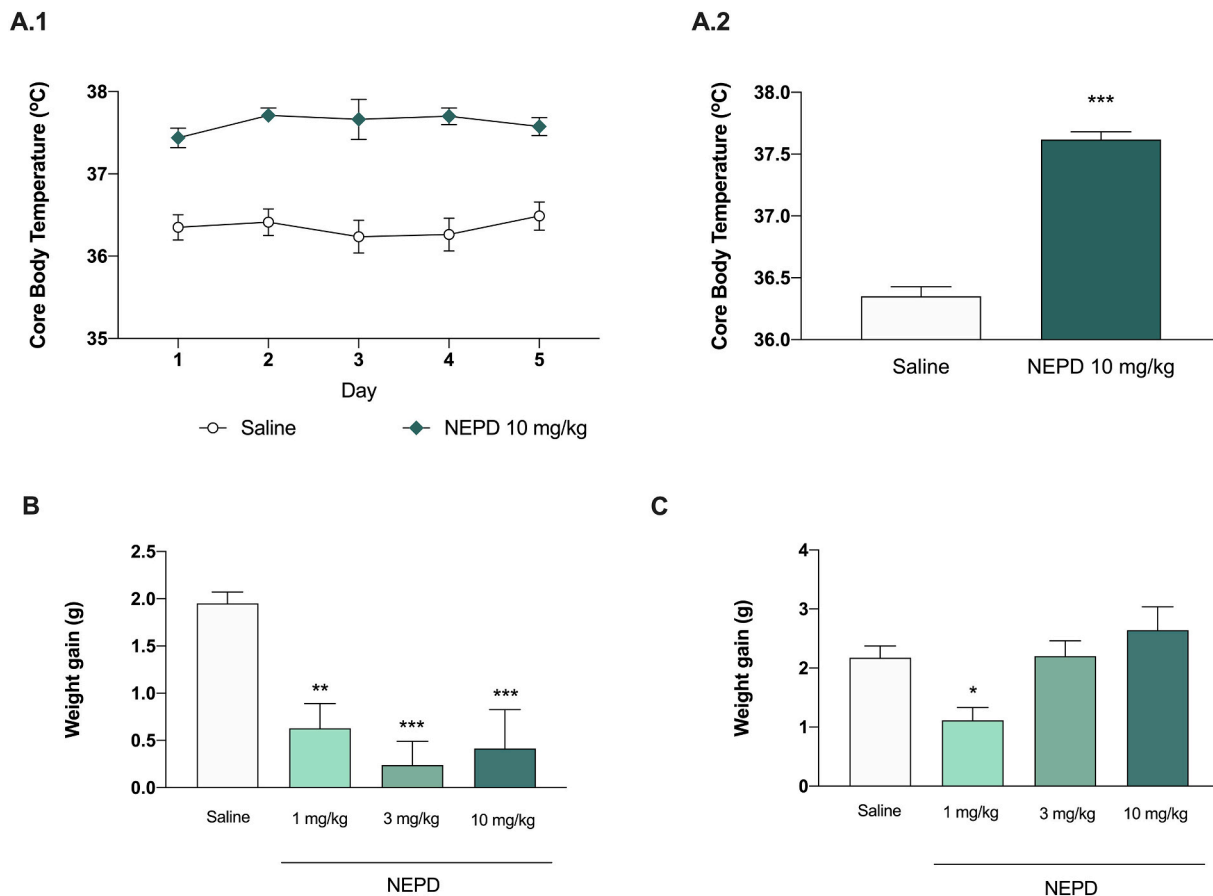 A.1
Core Body Temperature (ºC)
38
37
36
35
1 2 3 4 5
Day
Saline NEPD 10 mg/kg
A.2
Core Body Temperature (ºC)
38.0
37.5
37.0
36.5
36.0
***
Saline NEPD 10 mg/kg
B
Weight gain (g)
2.5
2.0
1.5
1.0
0.5
0.0
** *** ***
Saline 1 mg/kg 3 mg/kg 10 mg/kg
NEPD
C
Weight gain (g)
4
3
2
1
0
*
Saline 1 mg/kg 3 mg/kg 10 mg/kg
NEPD